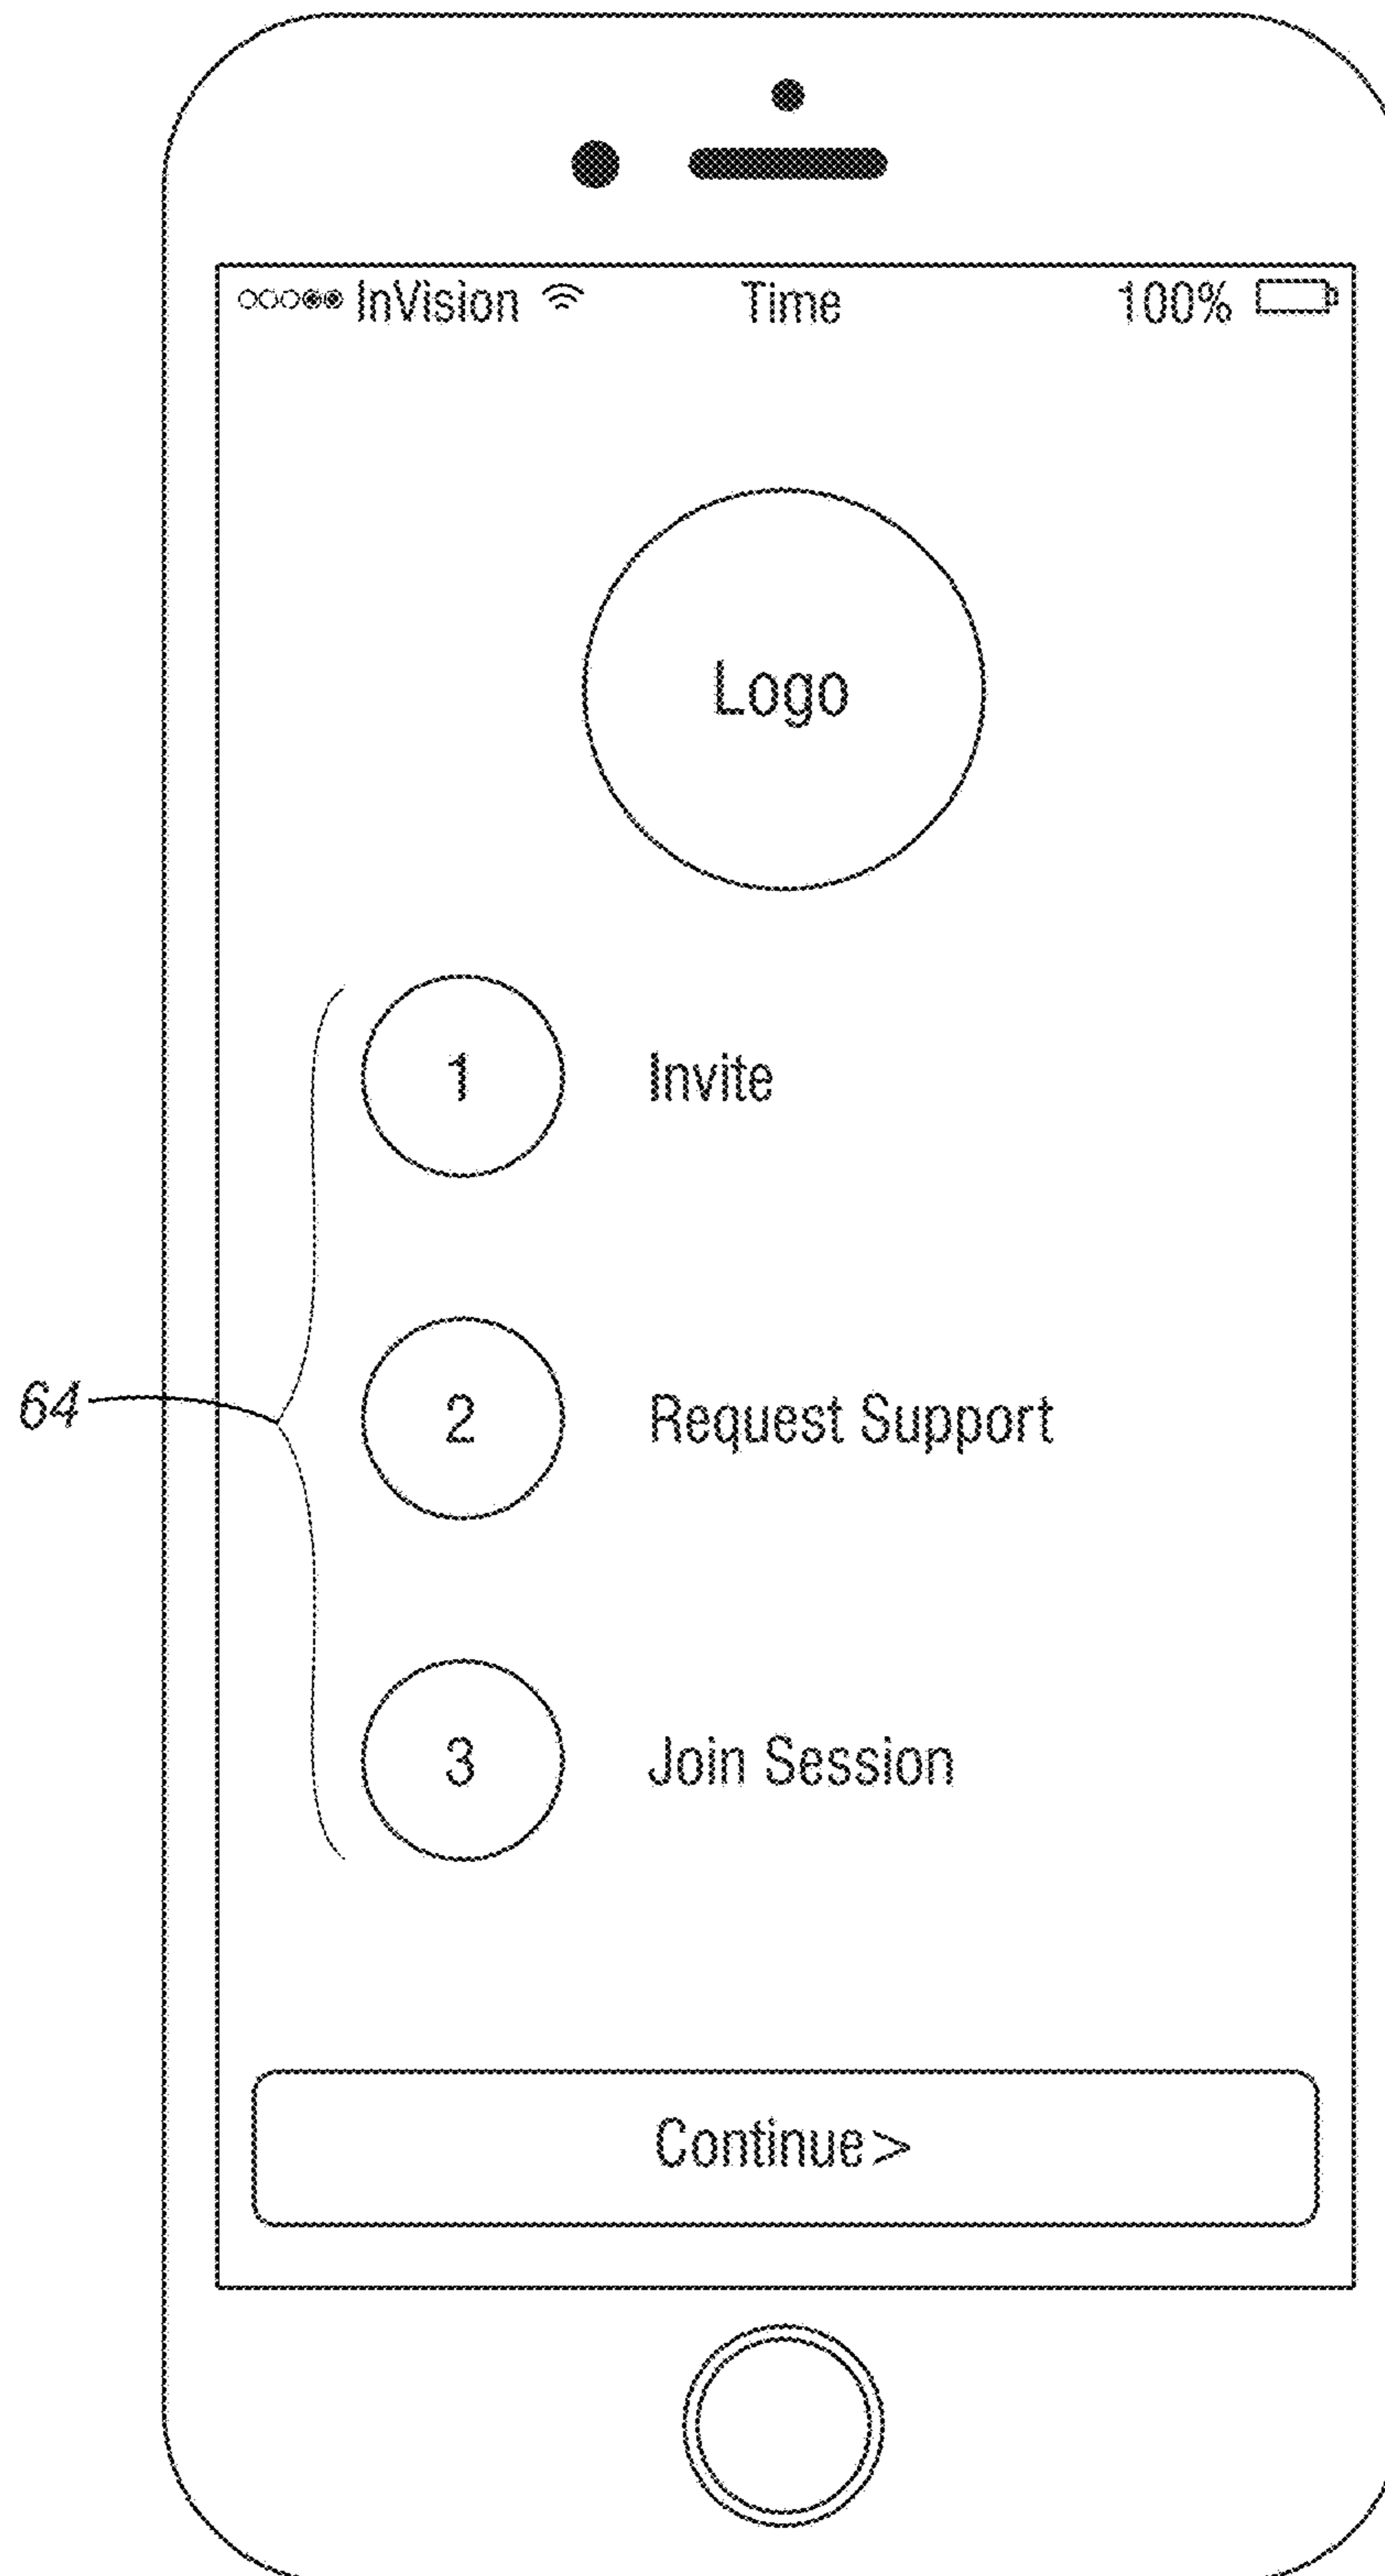 InVision Time 100%
Logo
1 Invite
64
2 Request Support
3 Join Session
Continue >